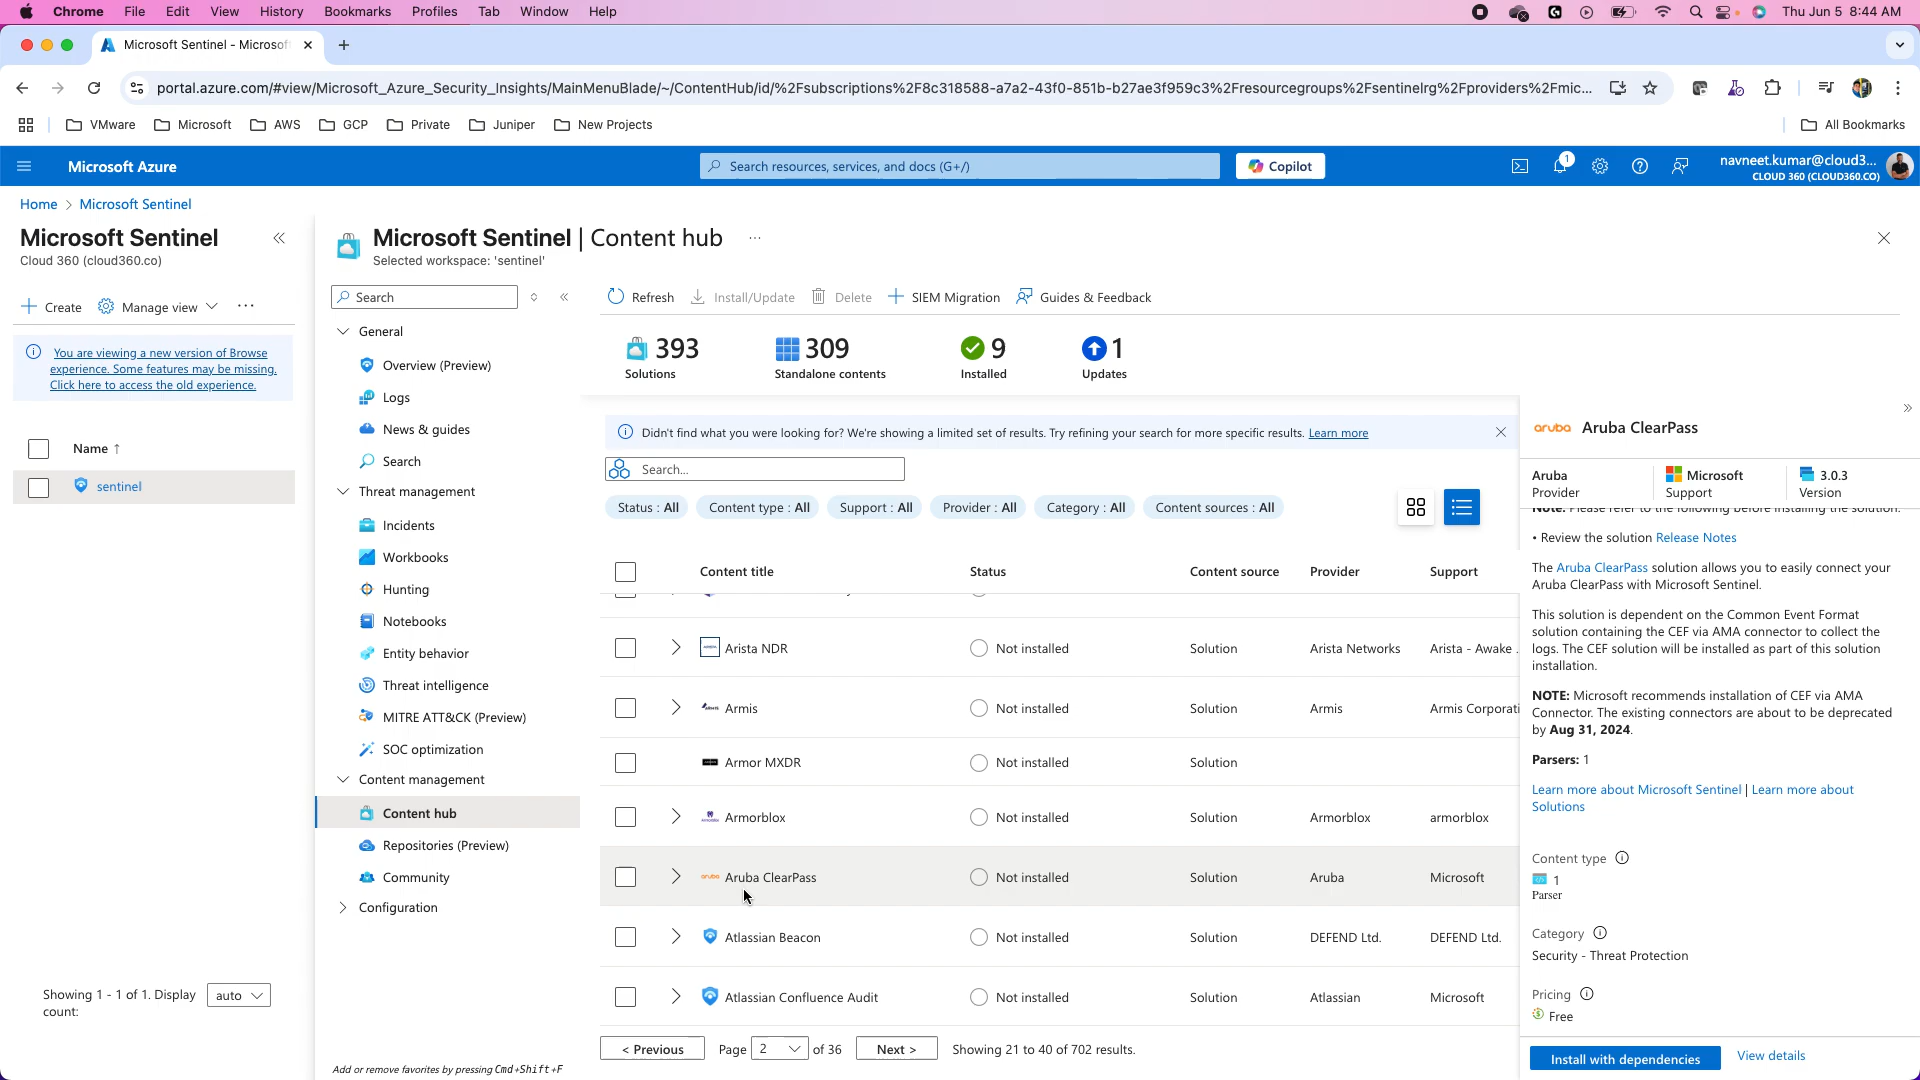 Chrome File Edit View History Bookmarks Profiles Tab Window Help Thu Jun 5 8:44 AM
Microsoft Sentinel - Microsof
portal.azure.com/#view/Microsoft_Azure_Security_Insights/MainMenuBlade/~/ContentHub/id/%2Fsubscriptions%2F8c318588-a7a2-43f0-851b-b27ae3f959c3%2Fresourcegroups%2Fsentinelrg%2Fproviders%2Fmic...
VMware Microsoft AWS GCP Private Juniper New Projects All Bookmarks
Microsoft Azure
Search resources, services, and docs (G+/)
Copilot
1
navneet.kumar@cloud3...
CLOUD 360 (CLOUD360.CO)
Home > Microsoft Sentinel
Microsoft Sentinel
Cloud 360 (cloud360.co)
Create Manage view ...
You are viewing a new version of Browse
experience. Some features may be missing.
Click here to access the old experience.
Name ↑
sentinel
Showing 1 - 1 of 1. Display auto
count:
Microsoft Sentinel | Content hub ...
Selected workspace: 'sentinel'
Search
General
Overview (Preview)
Logs
News & guides
Search
Threat management
Incidents
Workbooks
Hunting
Notebooks
Entity behavior
Threat intelligence
MITRE ATT&CK (Preview)
SOC optimization
Content management
Content hub
Repositories (Preview)
Community
Configuration
Add or remove favorites by pressing Cmd+Shift+F
Refresh Install/Update Delete SIEM Migration Guides & Feedback
393 309 9 1
Solutions Standalone contents Installed Updates
Didn't find what you were looking for? We're showing a limited set of results. Try refining your search for more specific results. Learn more
Search...
Status : All Content type : All Support : All Provider : All Category : All Content sources : All
Content title Status Content source Provider Support
Arista NDR Not installed Solution Arista Networks Arista - Awake .
Armis Not installed Solution Armis Armis Corporati
Armor MXDR Not installed Solution
Armorblox Not installed Solution Armorblox armorblox
Aruba ClearPass Not installed Solution Aruba Microsoft
Atlassian Beacon Not installed Solution DEFEND Ltd. DEFEND Ltd.
Atlassian Confluence Audit Not installed Solution Atlassian Microsoft
< Previous Page 2 of 36 Next > Showing 21 to 40 of 702 results.
aruba Aruba ClearPass
Aruba Microsoft 3.0.3
Provider Support Version
Note: Please refer to the following before installing the solution.
• Review the solution Release Notes
The Aruba ClearPass solution allows you to easily connect your
Aruba ClearPass with Microsoft Sentinel.
This solution is dependent on the Common Event Format
solution containing the CEF via AMA connector to collect the
logs. The CEF solution will be installed as part of this solution
installation.
NOTE: Microsoft recommends installation of CEF via AMA
Connector. The existing connectors are about to be deprecated
by Aug 31, 2024.
Parsers: 1
Learn more about Microsoft Sentinel | Learn more about
Solutions
Content type
1
Parser
Category
Security - Threat Protection
Pricing
Free
Install with dependencies View details